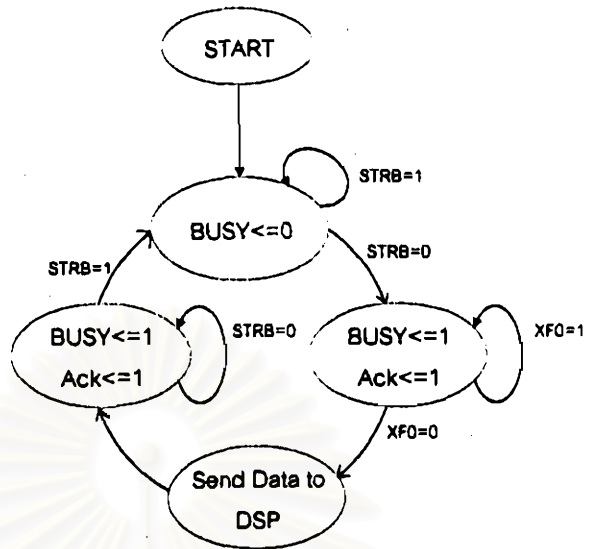 START
STRB=1
BUSY<=0
STRB=1
STRB=0
BUSY<=1
Ack<=1
STRB=0
BUSY<=1
Ack<=1
XF0=1
XF0=0
Send Data to
DSP